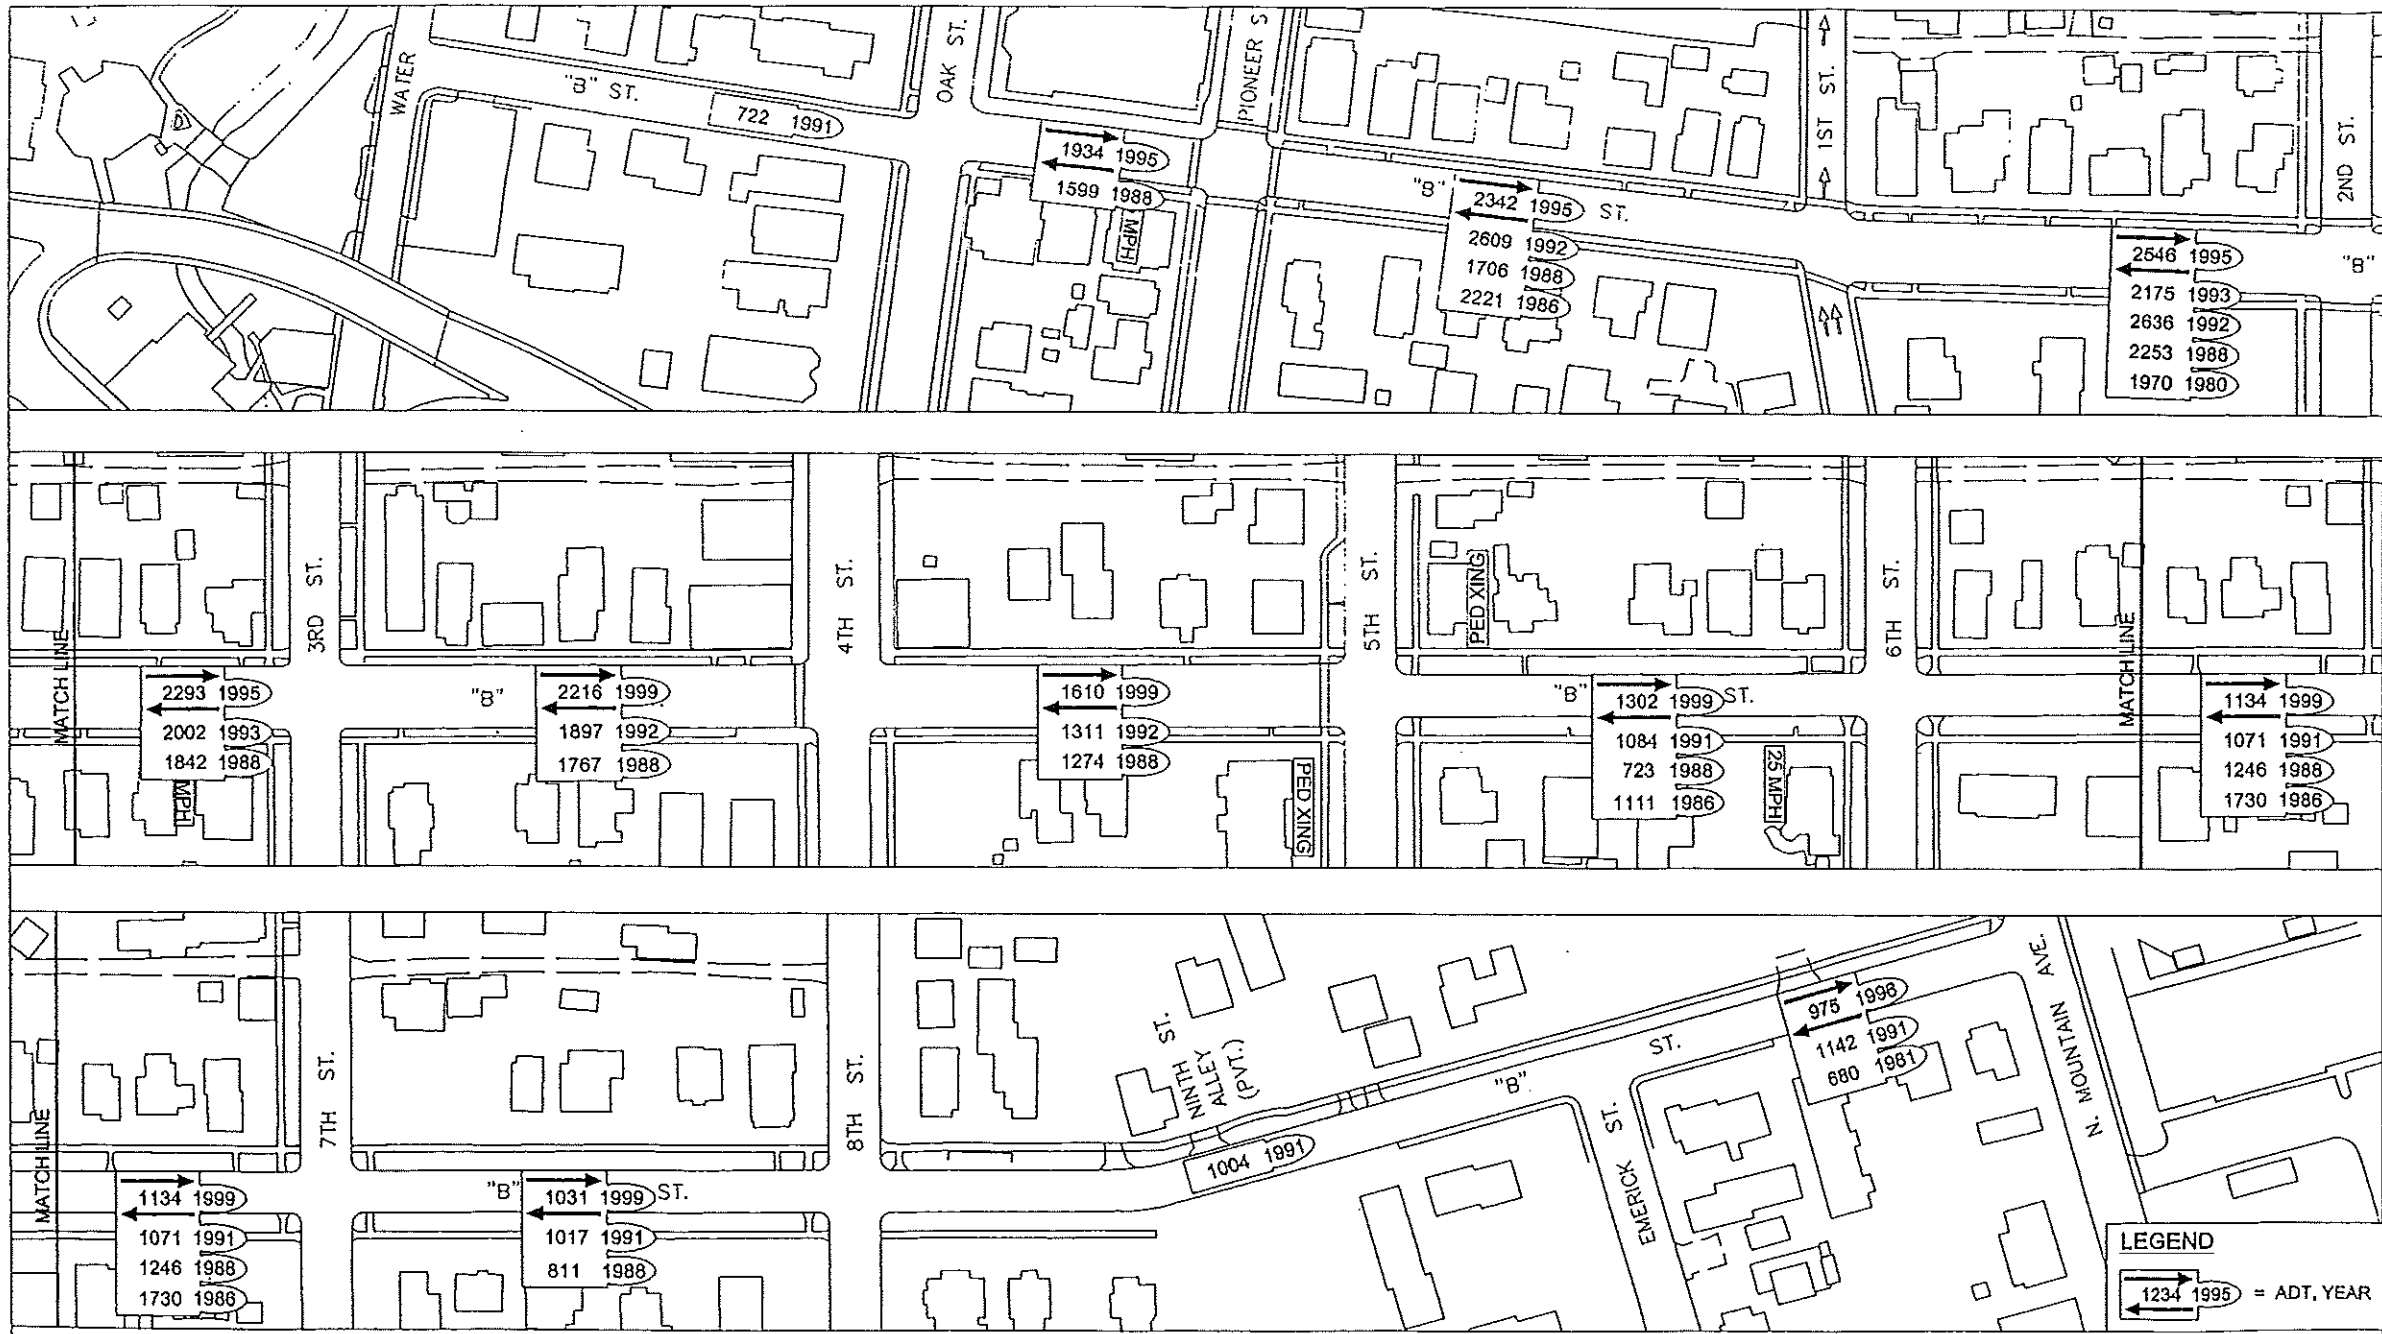 WATER
"B" ST.
722 1991
OAK ST.
1934 1995
1599 1988
MPH
PIONEER S
"B"
2342 1995
2609 1992
1706 1988
2221 1986
ST.
1ST ST.
2546 1995
2175 1993
2636 1992
2253 1988
1970 1980
2ND ST.
"B"
MATCH LINE
2293 1995
2002 1993
1842 1988
MPH
3RD ST.
"B"
2216 1999
1897 1992
1767 1988
4TH ST.
1610 1999
1311 1992
1274 1988
PED XING
5TH ST.
PED XING
"B"
1302 1999
1084 1991
723 1988
1111 1986
ST.
25 MPH
6TH ST.
MATCH LINE
1134 1999
1071 1991
1246 1988
1730 1986
MATCH LINE
1134 1999
1071 1991
1246 1988
1730 1986
7TH ST.
"B"
1031 1999
1017 1991
811 1988
ST.
8TH ST.
NINTH ST.
ALLEY
(PVT.)
1004 1991
"B" ST.
EMERICK ST.
975 1996
1142 1991
680 1981
N. MOUNTAIN AVE.
LEGEND
1234 1995 = ADT, YEAR